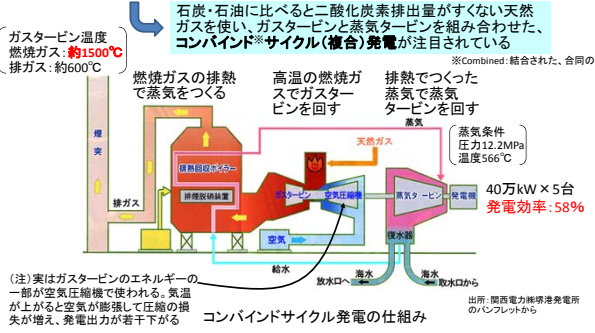 石炭・石油に比べると二酸化炭素排出量がすくない天然
ガスを使い、ガスタービンと蒸気タービンを組み合わせた、
コンバインド※サイクル(複合)発電が注目されている
※Combined:結合された、合同の
ガスタービン温度
燃焼ガス:約1500℃
排ガス:約600℃
燃焼ガスの排熱
で蒸気をつくる
高温の燃焼ガ
スでガスター
ビンを回す
排熱でつくった
蒸気で蒸気
タービンを回す
蒸気
蒸気条件
圧力12.2MPa
温度566℃
天然ガス
煙
突
排熱回収ボイラー
排煙脱硝装置
排ガス
ガスタービン
空気圧縮機
蒸気タービン
発電機
40万kW×5台
発電効率:58%
空気
復水器
給水
海水
放水口へ
海水
取水口から
(注)実はガスタービンのエネルギーの
一部が空気圧縮機で使われる。気温
が上がると空気が膨張して圧縮の損
失が増え、発電出力が若干下がる
コンバインドサイクル発電の仕組み
出所:関西電力㈱堺港発電所
のパンフレットから